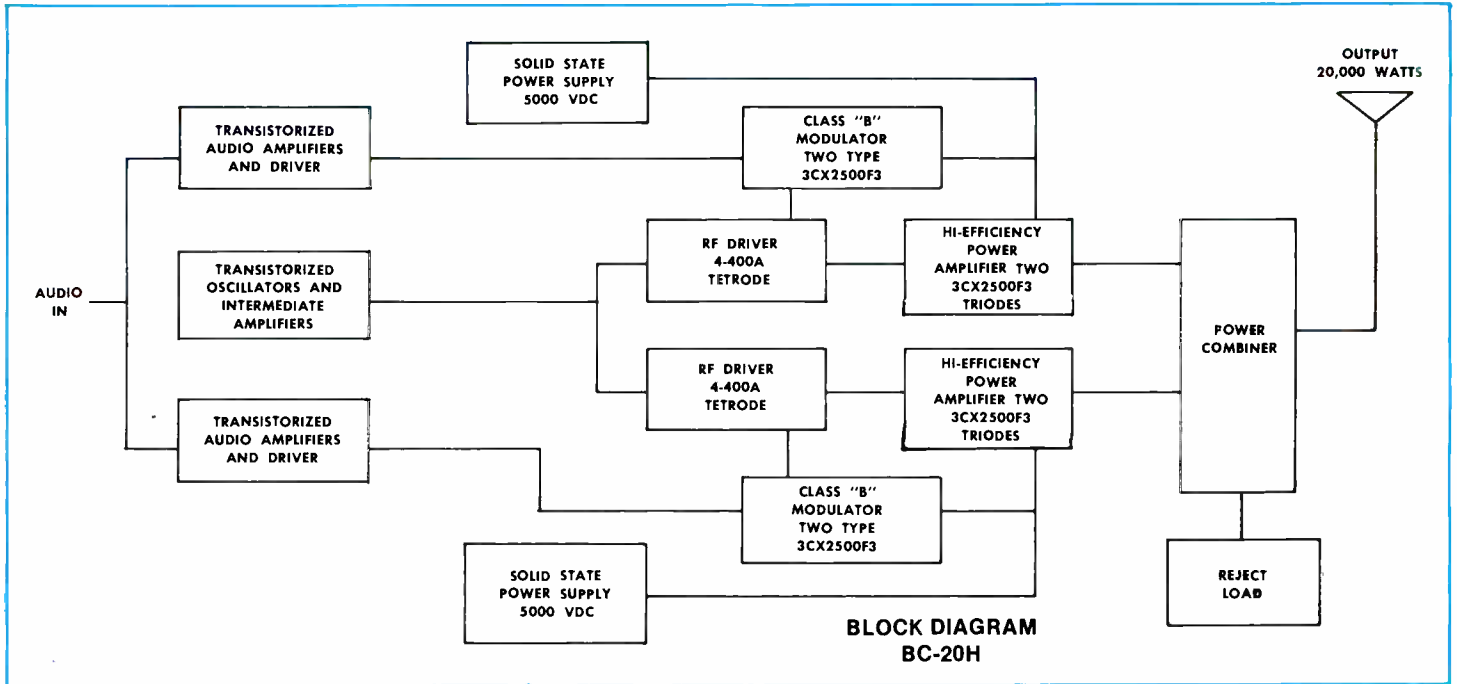 SOLID STATE
POWER SUPPLY
5000 VDC
OUTPUT
20,000 WATTS
TRANSISTORIZED
AUDIO AMPLIFIERS
AND DRIVER
CLASS "B"
MODULATOR
TWO TYPE
3CX2500F3
RF DRIVER
4-400A
TETRODE
HI-EFFICIENCY
POWER
AMPLIFIER TWO
3CX2500F3
TRIODES
AUDIO
IN
TRANSISTORIZED
OSCILLATORS AND
INTERMEDIATE
AMPLIFIERS
POWER
COMBINER
RF DRIVER
4-400A
TETRODE
HI-EFFICIENCY
POWER
AMPLIFIER TWO
3CX2500F3
TRIODES
TRANSISTORIZED
AUDIO AMPLIFIERS
AND DRIVER
CLASS "B"
MODULATOR
TWO TYPE
3CX2500F3
SOLID STATE
POWER SUPPLY
5000 VDC
REJECT
LOAD
BLOCK DIAGRAM
BC-20H